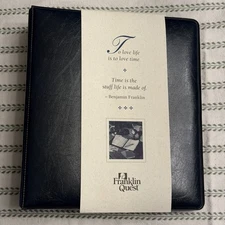 To love life
is to love time.
Time is the
stuff life is made of.
~ Benjamin Franklin
Franklin
Quest